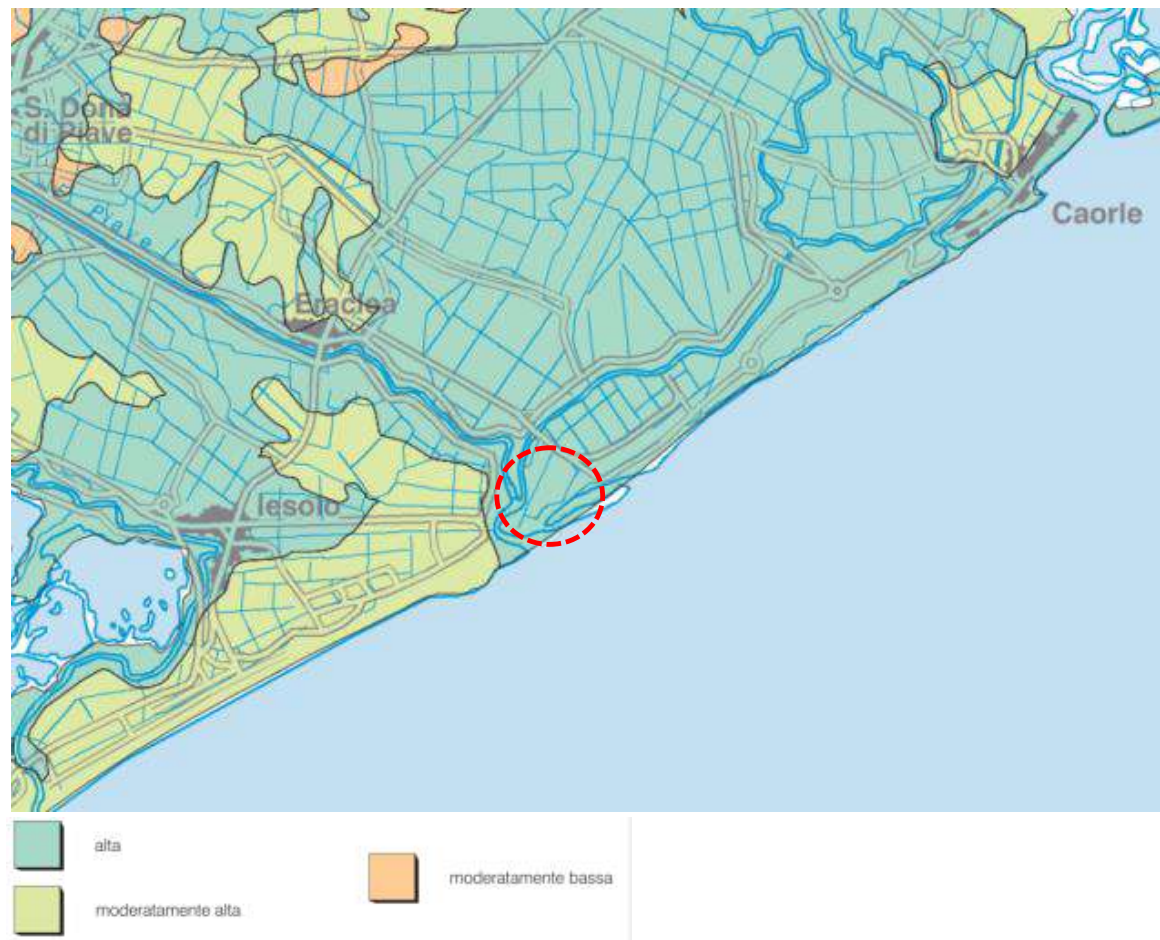 S. Donà
di Piave
Piave
Caorle
Eraclea
Iesolo
alta
moderatamente alta
moderatamente bassa